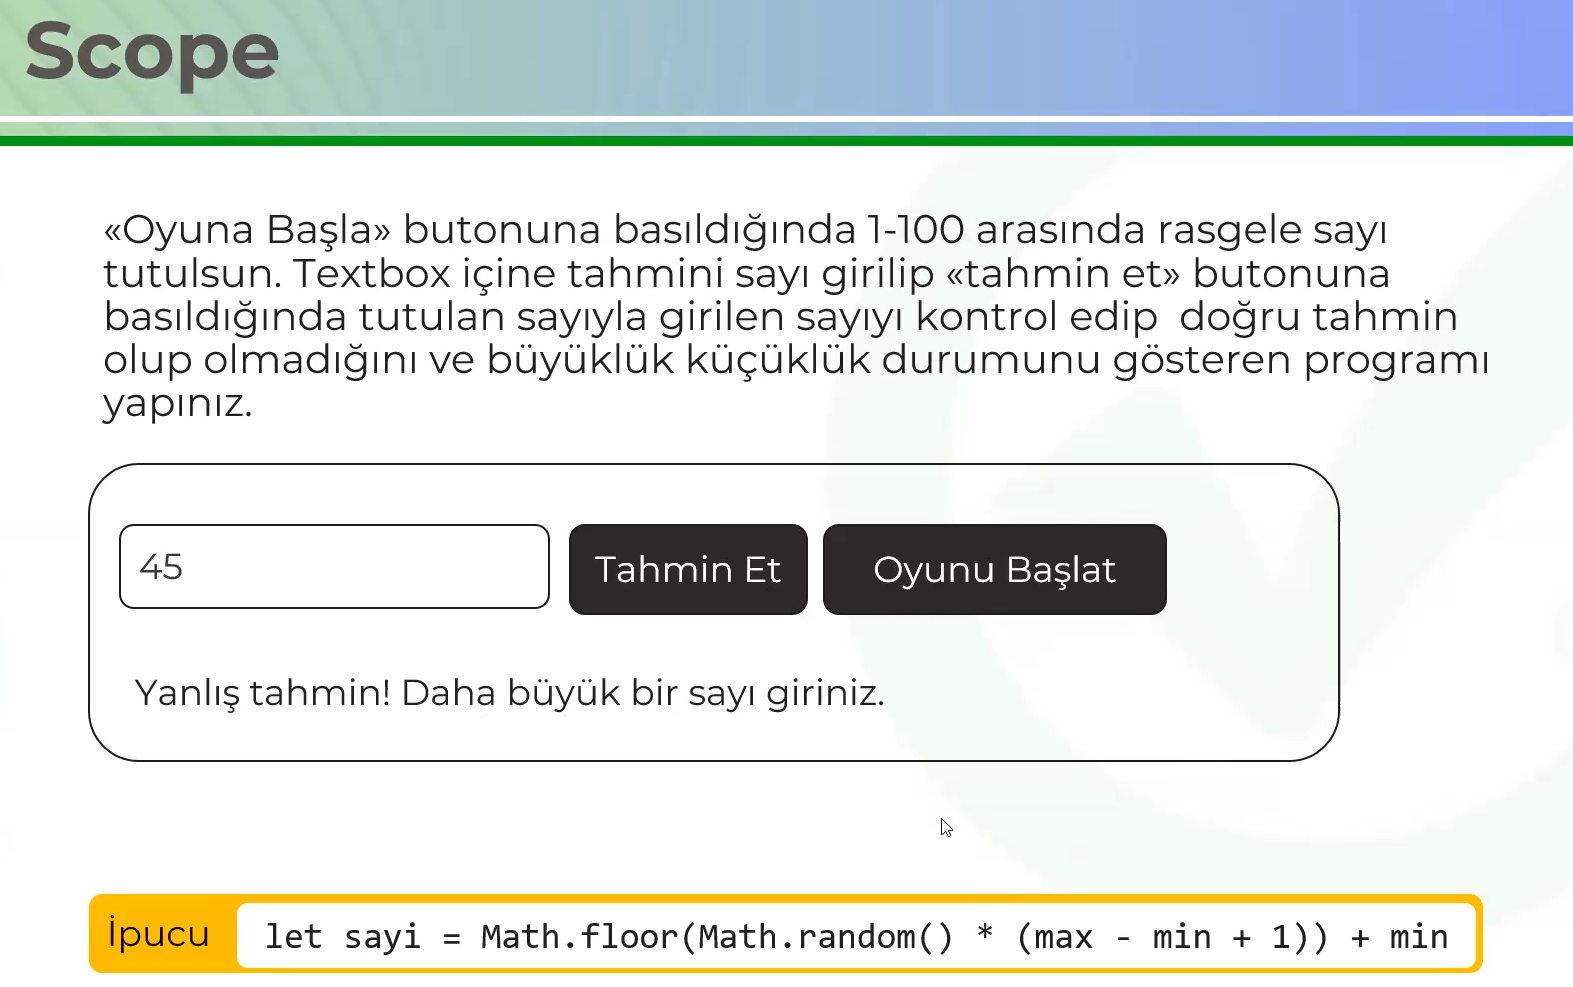 Scope
«Oyuna Başla» butonuna basıldığında 1-100 arasında rasgele sayı
tutulsun. Textbox içine tahmini sayı girilip «tahmin et» butonuna
basıldığında tutulan sayıyla girilen sayıyı kontrol edip  doğru tahmin
olup olmadığını ve büyüklük küçüklük durumunu gösteren programı
yapınız.
45 Tahmin Et Oyunu Başlat
Yanlış tahmin! Daha büyük bir sayı giriniz.
İpucu let sayi = Math.floor(Math.random() * (max - min + 1)) + min